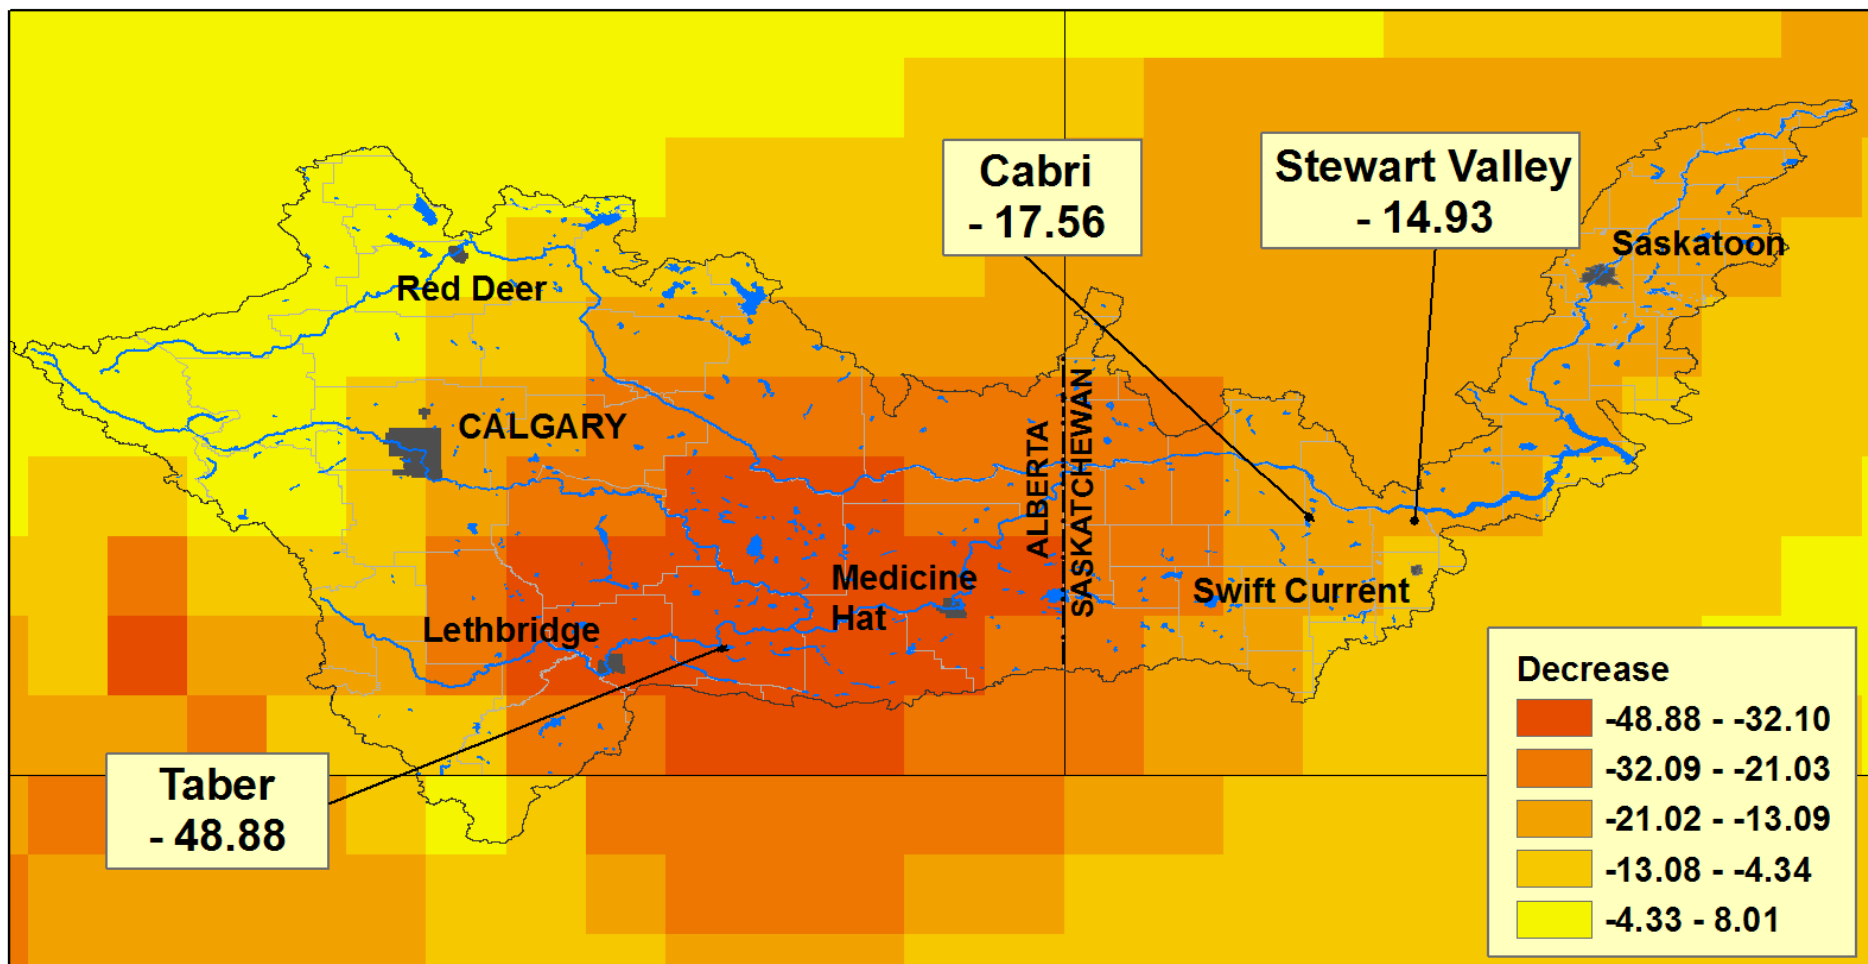 Cabri
- 17.56
Stewart Valley
- 14.93
Saskatoon
Red Deer
CALGARY
ALBERTA
SASKATCHEWAN
Medicine
Hat
Swift Current
Lethbridge
Taber
- 48.88
Decrease
-48.88 - -32.10
-32.09 - -21.03
-21.02 - -13.09
-13.08 - -4.34
-4.33 - 8.01